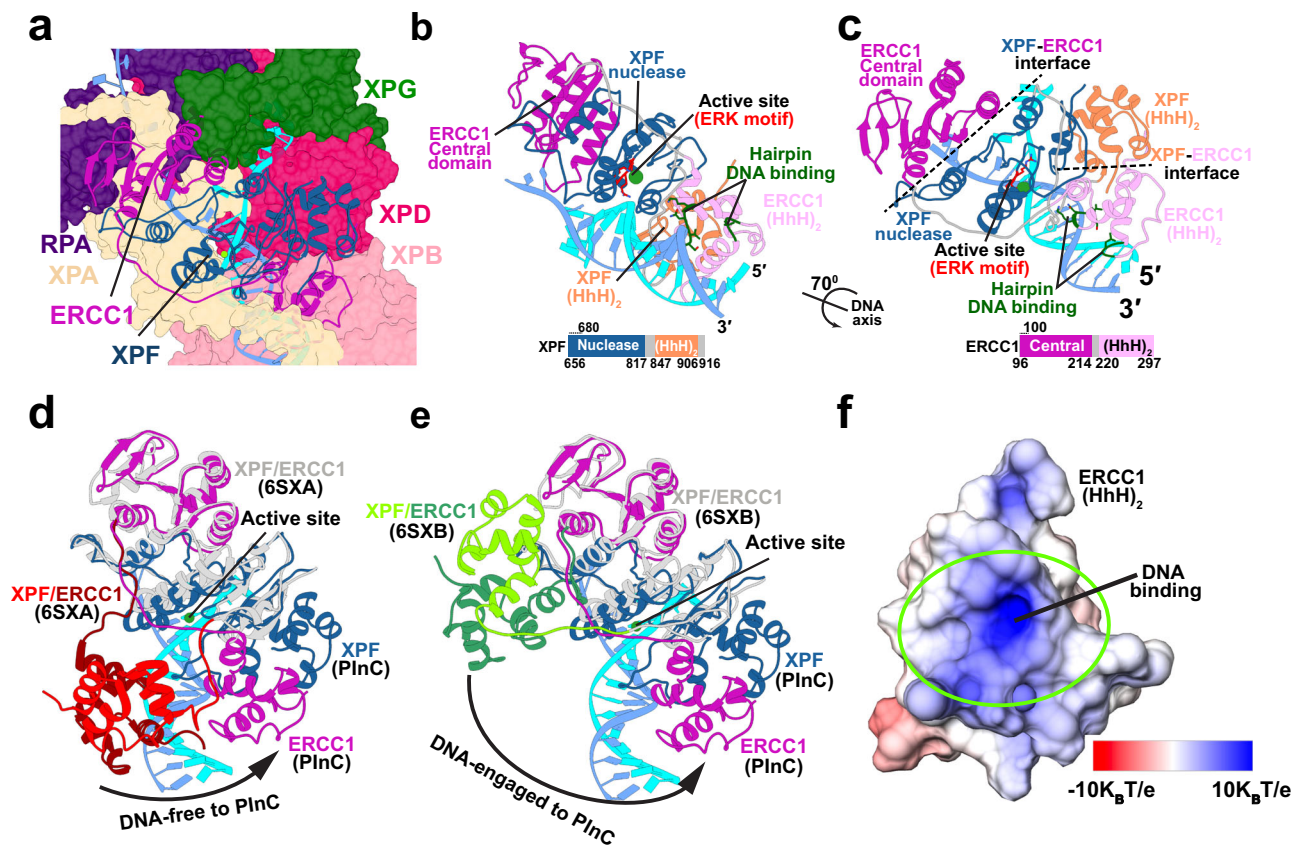 a
XPG
XPD
XPB
RPA
XPA
ERCC1
XPF
b
XPF
nuclease
Active site
(ERK motif)
ERCC1
Central
domain
Hairpin
DNA binding
ERCC1
(HhH)2
XPF
(HhH)2
5′
3′
680
XPF Nuclease (HhH)2
656 817 847 906 916
70⁰
DNA
axis
c
ERCC1
Central
domain
XPF-ERCC1
interface
XPF
(HhH)2
XPF-ERCC1
interface
ERCC1
(HhH)2
XPF
nuclease
Active site
(ERK motif)
Hairpin
DNA binding
5′
3′
100
ERCC1 Central (HhH)2
96 214 220 297
d
XPF/ERCC1
(6SXA)
Active site
XPF/ERCC1
(6SXA)
XPF
(PInC)
ERCC1
(PInC)
DNA-free to PInC
e
XPF/ERCC1
(6SXB)
XPF/ERCC1
(6SXB)
Active site
XPF
(PInC)
ERCC1
(PInC)
DNA-engaged to PInC
f
ERCC1
(HhH)2
DNA
binding
-10KBT/e 10KBT/e